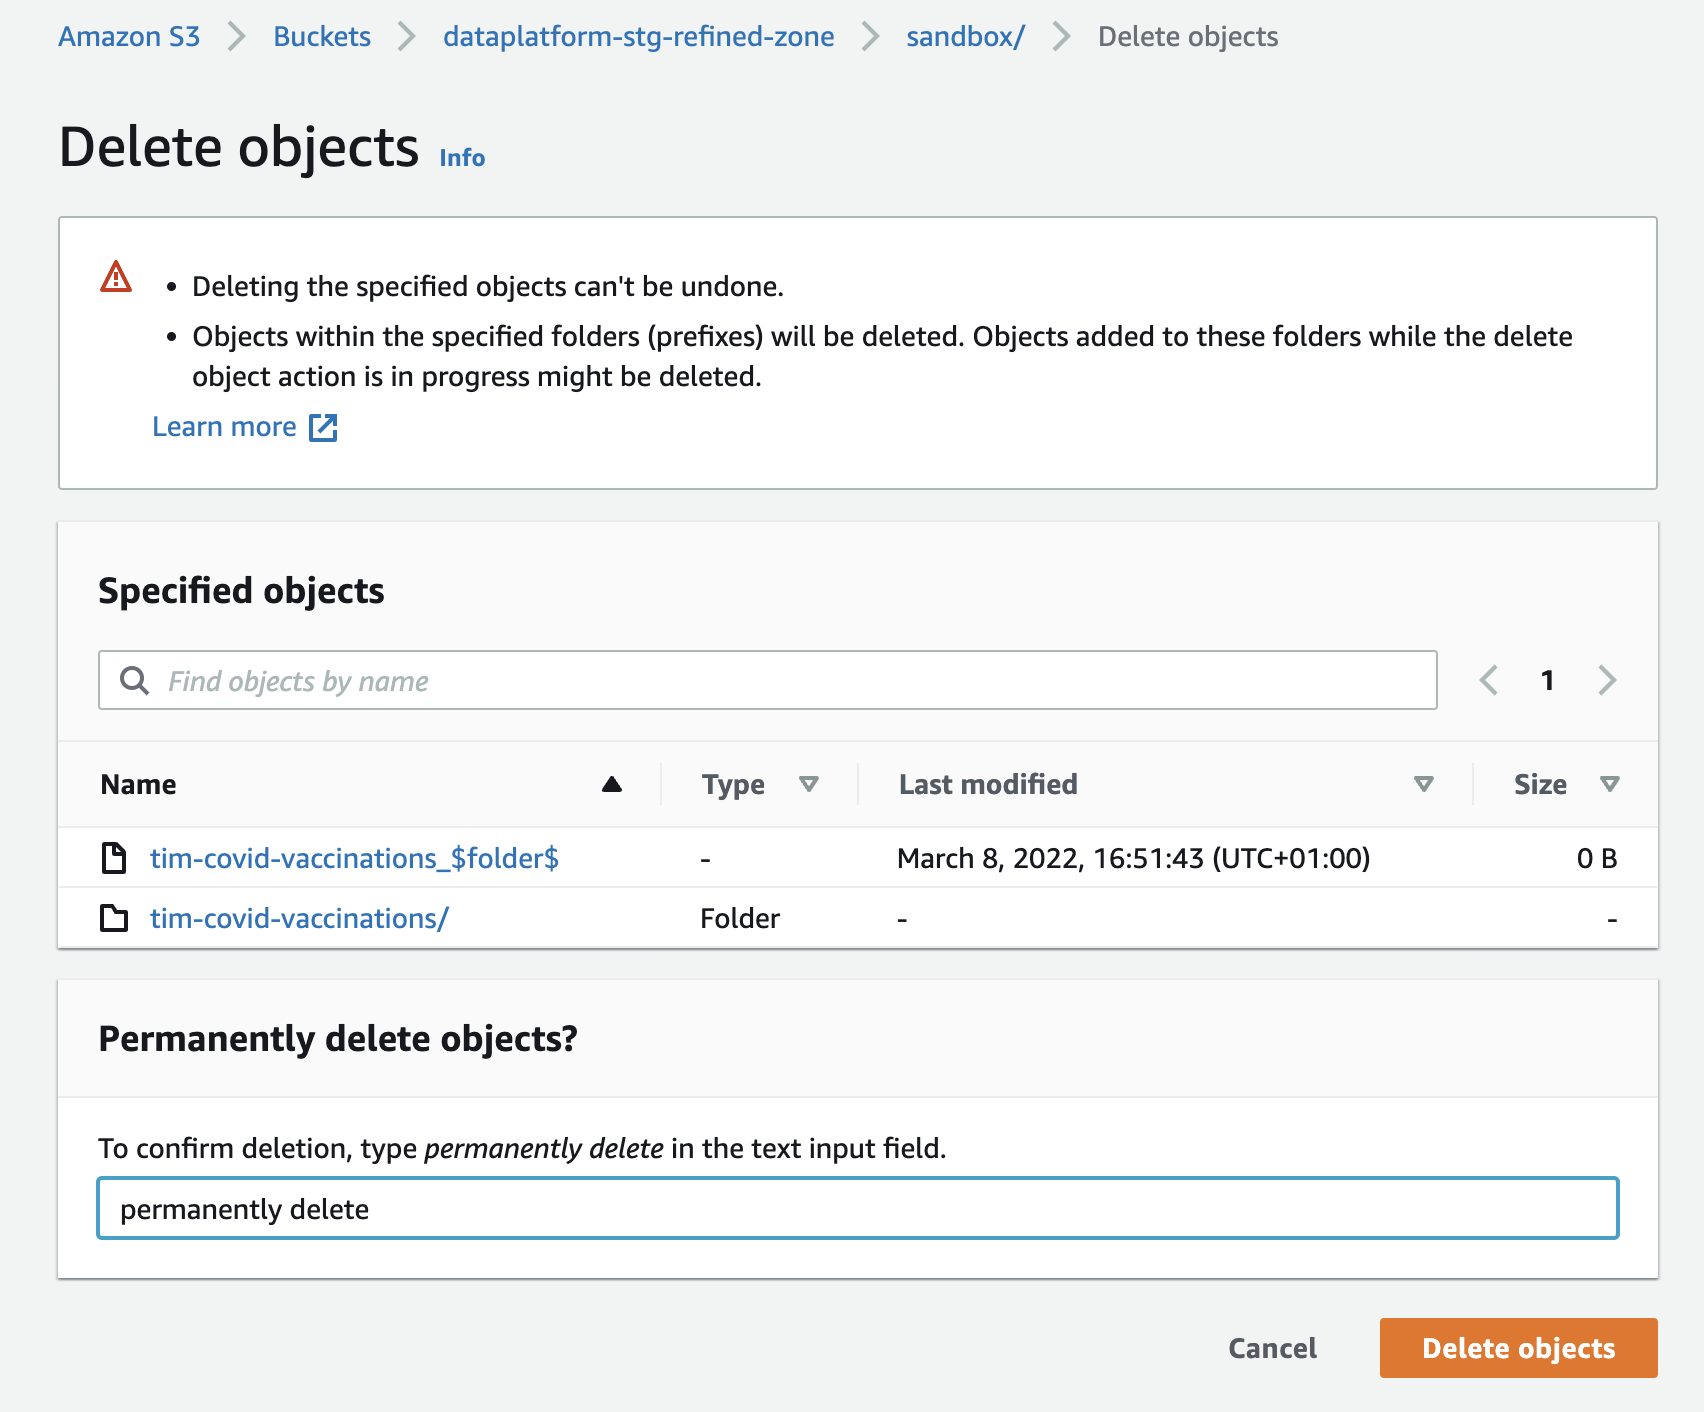 Amazon S3 > Buckets > dataplatform-stg-refined-zone > sandbox/ > Delete objects
Delete objects Info
• Deleting the specified objects can't be undone.
• Objects within the specified folders (prefixes) will be deleted. Objects added to these folders while the delete
object action is in progress might be deleted.
Learn more
Specified objects
Find objects by name
1
Name Type Last modified Size
tim-covid-vaccinations_$folder$ - March 8, 2022, 16:51:43 (UTC+01:00) 0 B
tim-covid-vaccinations/ Folder - -
Permanently delete objects?
To confirm deletion, type permanently delete in the text input field.
permanently delete
Cancel Delete objects